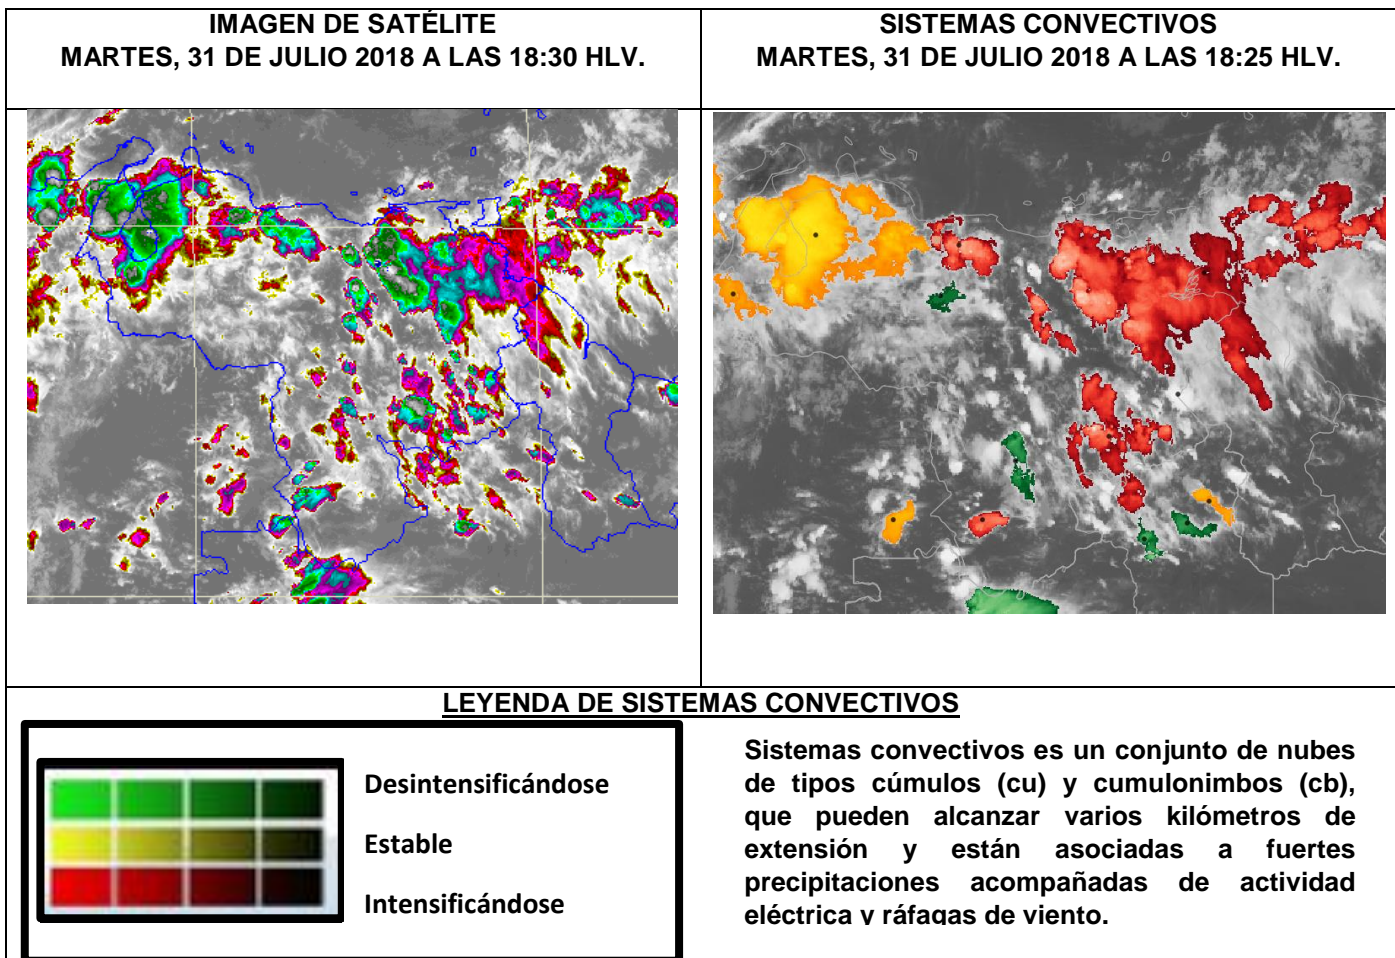 IMAGEN DE SATÉLITE
MARTES, 31 DE JULIO 2018 A LAS 18:30 HLV.
SISTEMAS CONVECTIVOS
MARTES, 31 DE JULIO 2018 A LAS 18:25 HLV.
LEYENDA DE SISTEMAS CONVECTIVOS
Desintensificándose
Estable
Intensificándose
Sistemas convectivos es un conjunto de nubes
de tipos cúmulos (cu) y cumulonimbos (cb),
que pueden alcanzar varios kilómetros de
extensión y están asociadas a fuertes
precipitaciones acompañadas de actividad
eléctrica y ráfagas de viento.